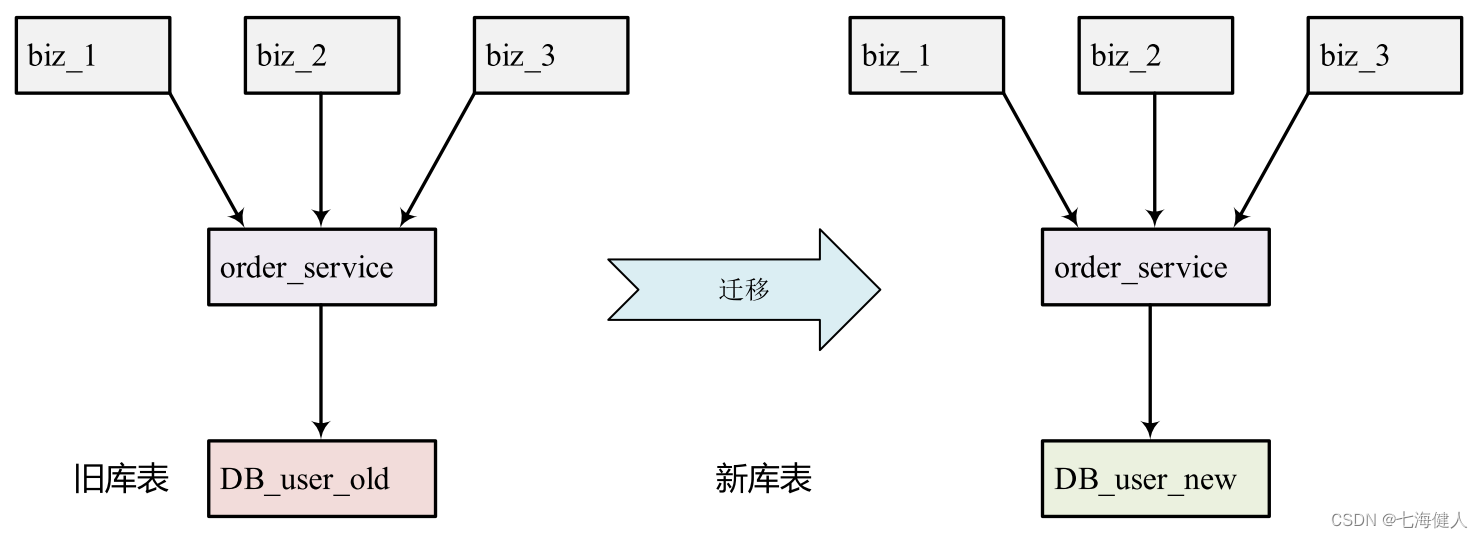 biz_1
biz_2
biz_3
biz_1
biz_2
biz_3
order_service
迁移
order_service
旧库表
DB_user_old
新库表
DB_user_new
CSDN @七海健人